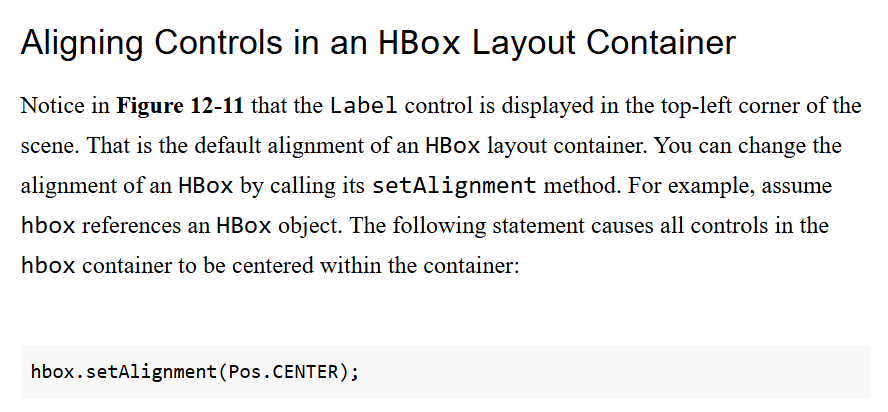 Aligning Controls in an HBox Layout Container
Notice in Figure 12-11 that the Label control is displayed in the top-left corner of the
scene. That is the default alignment of an HBox layout container. You can change the
alignment of an HBox by calling its setAlignment method. For example, assume
hbox references an HBox object. The following statement causes all controls in the
hbox container to be centered within the container:
hbox.setAlignment(Pos.CENTER);